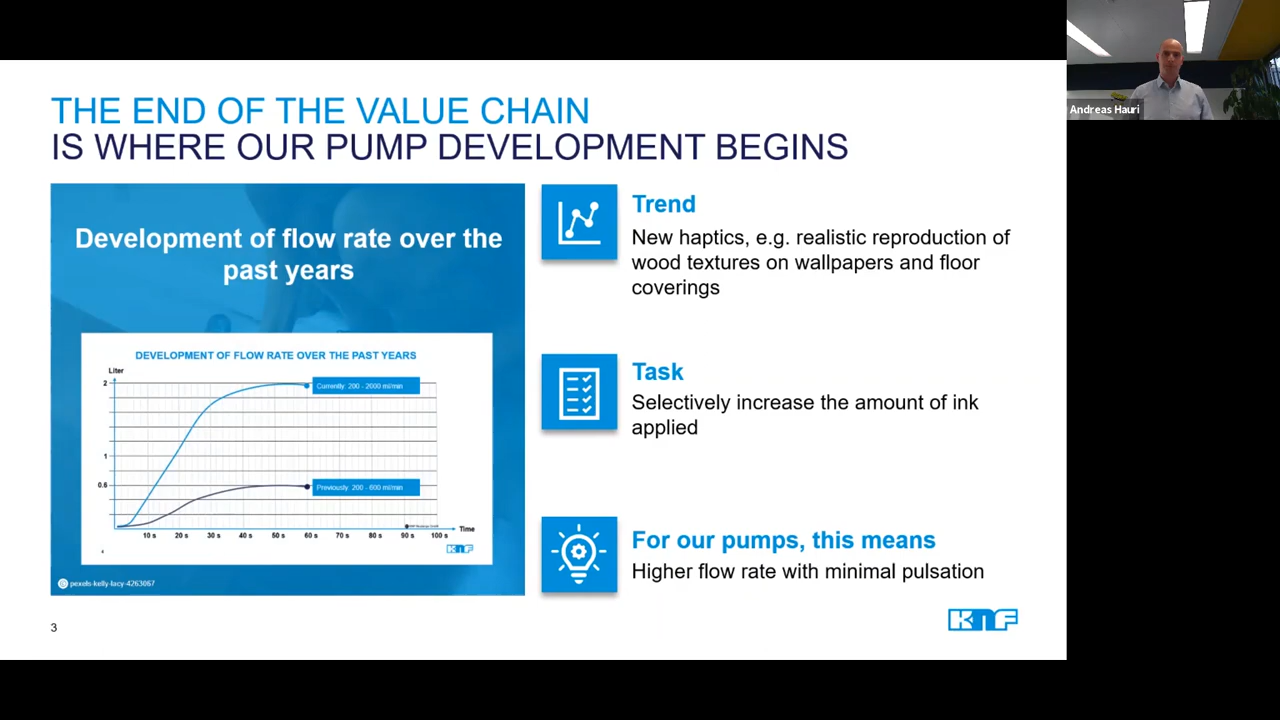 THE END OF THE VALUE CHAIN
IS WHERE OUR PUMP DEVELOPMENT BEGINS
Andreas Hauri
Development of flow rate over the
past years
DEVELOPMENT OF FLOW RATE OVER THE PAST YEARS
Liter
2
Currently: 200 - 2000 ml/min
1
0.6
Previously: 200 - 600 ml/min
Time
10 s 20 s 30 s 40 s 50 s 60 s 70 s 80 s 90 s 100 s
KNF
pexels-kelly-lacy-4263067
Trend
New haptics, e.g. realistic reproduction of
wood textures on wallpapers and floor
coverings
Task
Selectively increase the amount of ink
applied
For our pumps, this means
Higher flow rate with minimal pulsation
3
KNF